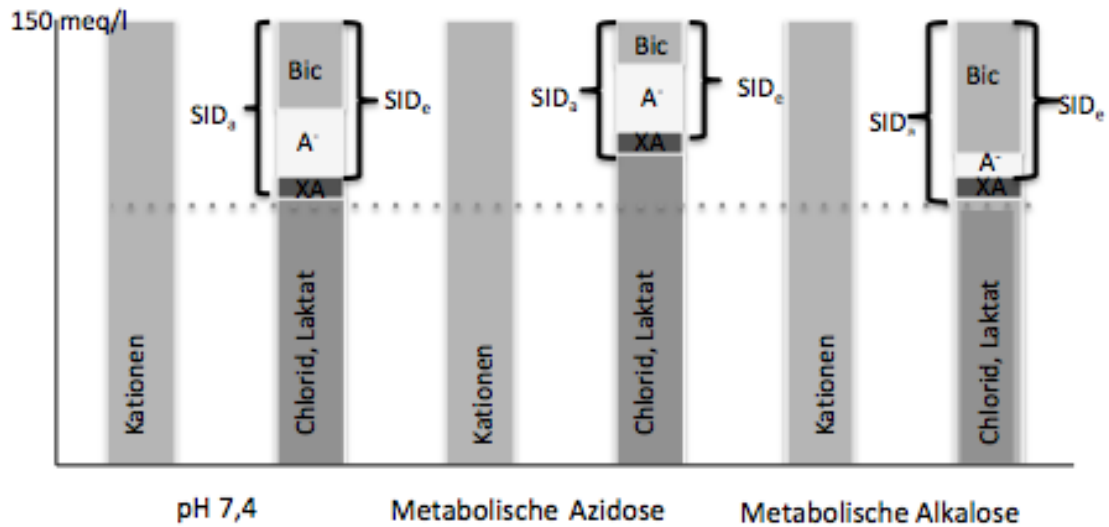 150 meq/l
Kationen
SIDₐ
Bic
A⁻
XA
SIDₑ
Chlorid, Laktat
Kationen
SIDₐ
Bic
A⁻
XA
SIDₑ
Chlorid, Laktat
Kationen
SIDₐ
Bic
A⁻
XA
SIDₑ
Chlorid, Laktat
pH 7,4
Metabolische Azidose
Metabolische Alkalose